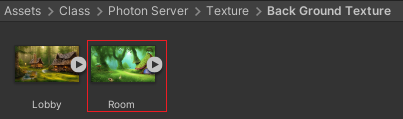 Assets > Class > Photon Server > Texture > Back Ground Texture
Lobby Room